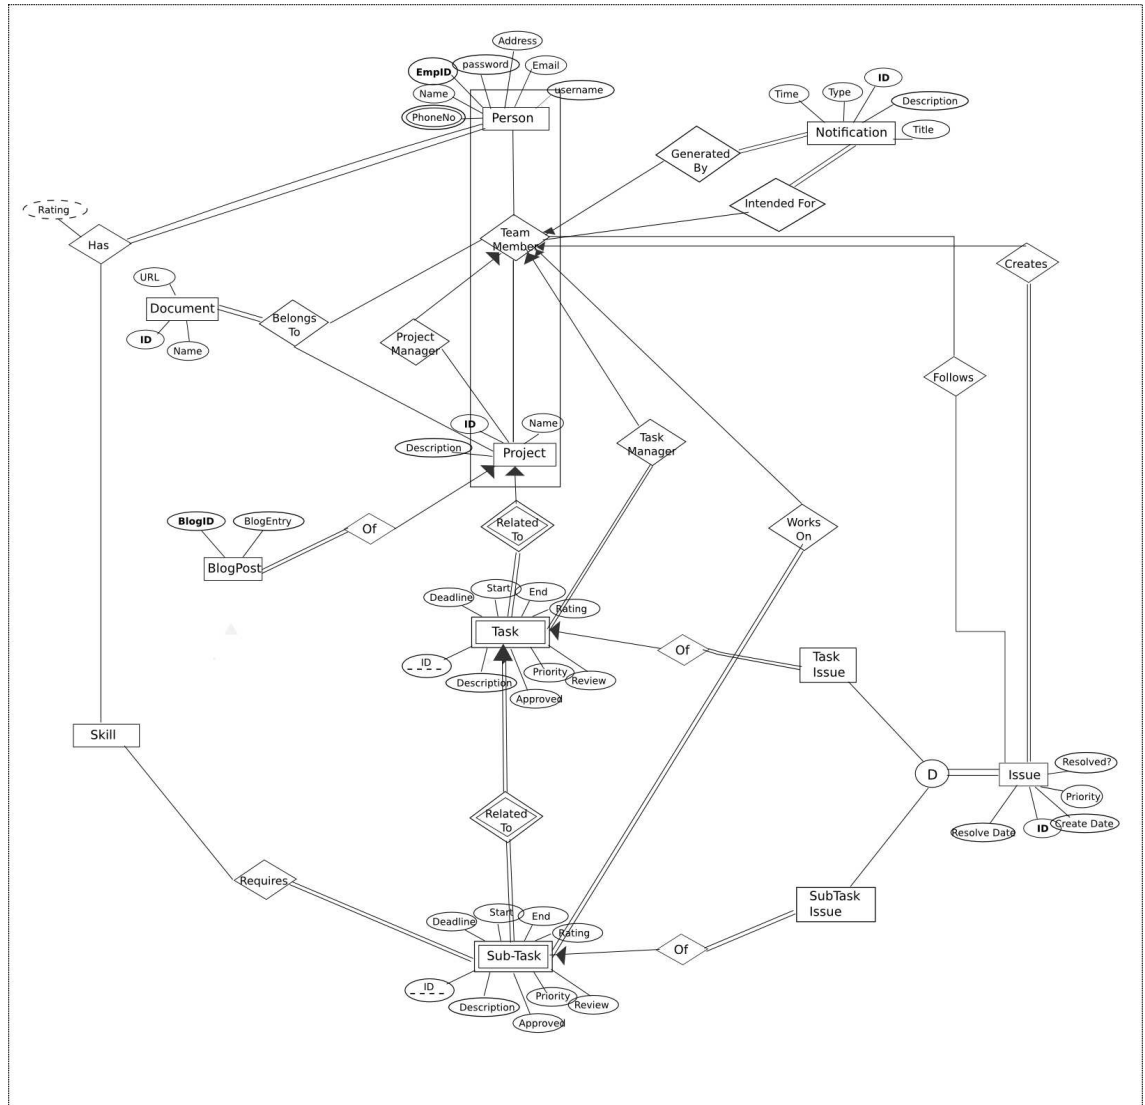 Address
password
EmpID
Email
Name
username
PhoneNo
Person
ID
Type
Time
Description
Notification
Title
Generated
By
Intended For
Rating
Has
Team
Member
Creates
URL
Document
ID
Name
Belongs
To
Project
Manager
Follows
ID
Name
Description
Project
Task
Manager
BlogID
BlogEntry
Of
BlogPost
Related
To
Works
On
Deadline
Start
End
Rating
Task
ID
Description
Priority
Review
Approved
Of
Task
Issue
Skill
D
Issue
Resolved?
Priority
Resolve Date
ID
Create Date
Related
To
Requires
SubTask
Issue
Deadline
Start
End
Rating
Sub-Task
Of
ID
Description
Priority
Review
Approved